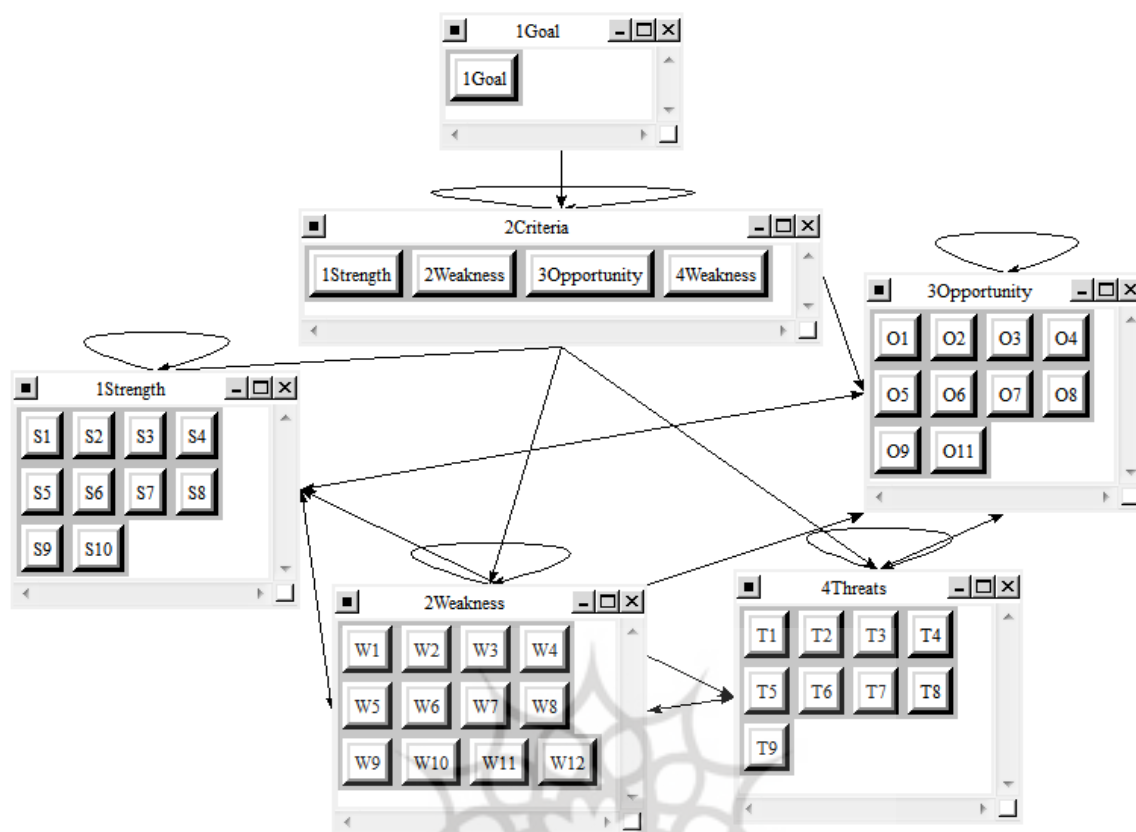 1Goal
1Goal
2Criteria
1Strength 2Weakness 3Opportunity 4Weakness
3Opportunity
O1 O2 O3 O4
O5 O6 O7 O8
O9 O11
1Strength
S1 S2 S3 S4
S5 S6 S7 S8
S9 S10
2Weakness
W1 W2 W3 W4
W5 W6 W7 W8
W9 W10 W11 W12
4Threats
T1 T2 T3 T4
T5 T6 T7 T8
T9